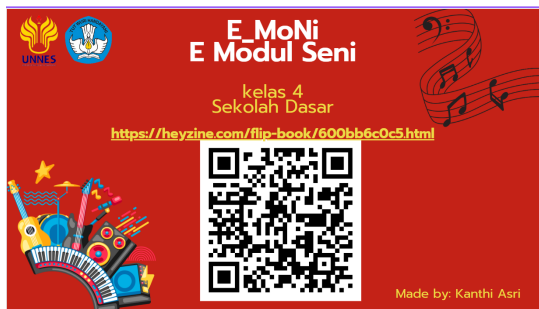 UNNES
E_MoNi
E Modul Seni
kelas 4
Sekolah Dasar
https://heyzine.com/flip-book/600bb6c0c5.html
Made by: Kanthi Asri